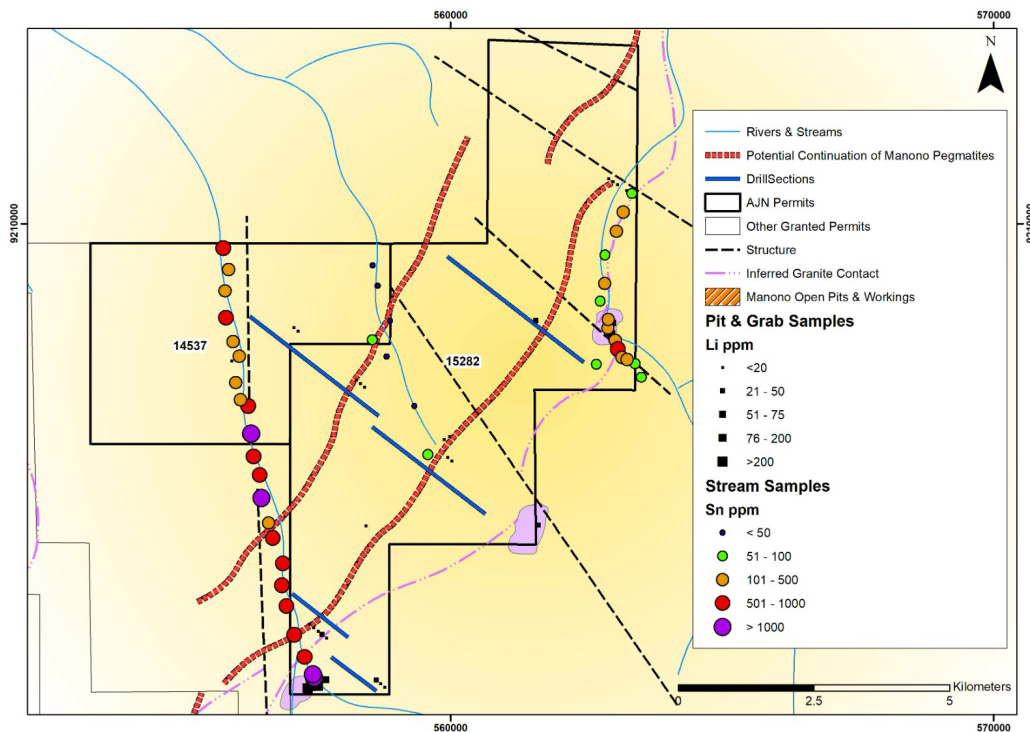 560000
570000
N
9210000
9210000
14537
15282
Rivers & Streams
Potential Continuation of Manono Pegmatites
DrillSections
AJN Permits
Other Granted Permits
Structure
Inferred Granite Contact
Manono Open Pits & Workings
Pit & Grab Samples
Li ppm
<20
21 - 50
51 - 75
76 - 200
>200
Stream Samples
Sn ppm
< 50
51 - 100
101 - 500
501 - 1000
> 1000
Kilometers
0 2.5 5
560000
570000